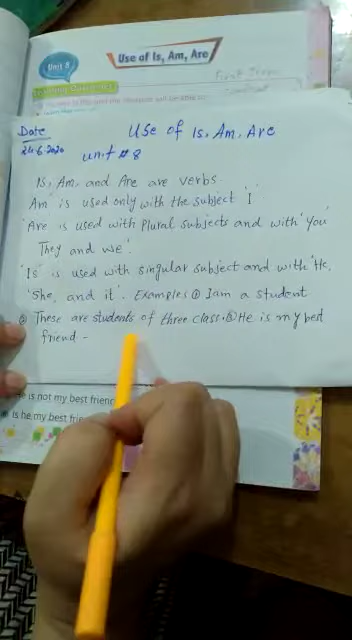 Unit 8
Use of Is, Am, Are
Date
Use of Is, Am, Are
24.6.2020
unit # 8
Is, Am, and Are are verbs
Am is used only with the subject 'I'
'Are is used with Plural subjects and with 'You'
They and we'.
'Is' is used with singular subject and with 'He,
'She, and it'. Examples ① I am a student
② These are students of three class. ③ He is my best
friend -
He is not my best frien
Is he my best frie